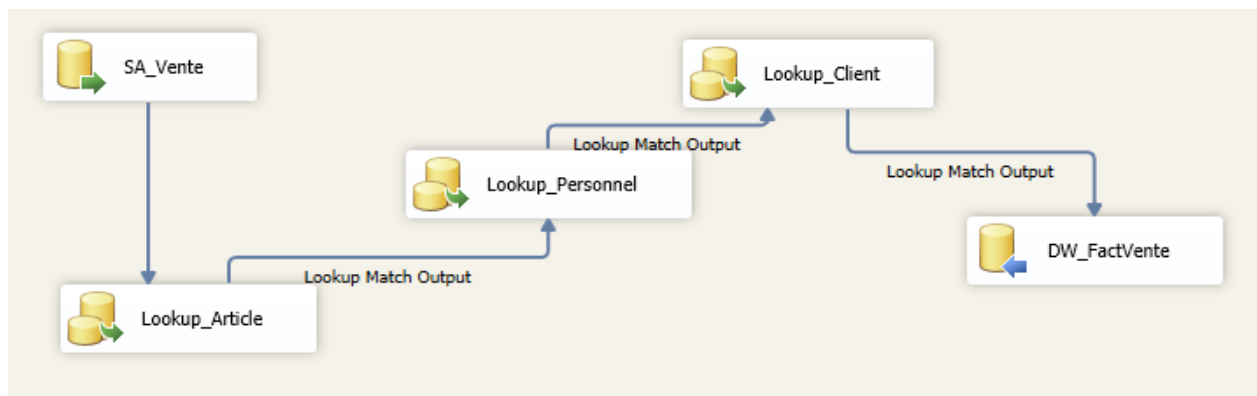 SA_Vente
Lookup_Client
Lookup Match Output
Lookup_Personnel
Lookup Match Output
DW_FactVente
Lookup Match Output
Lookup_Article